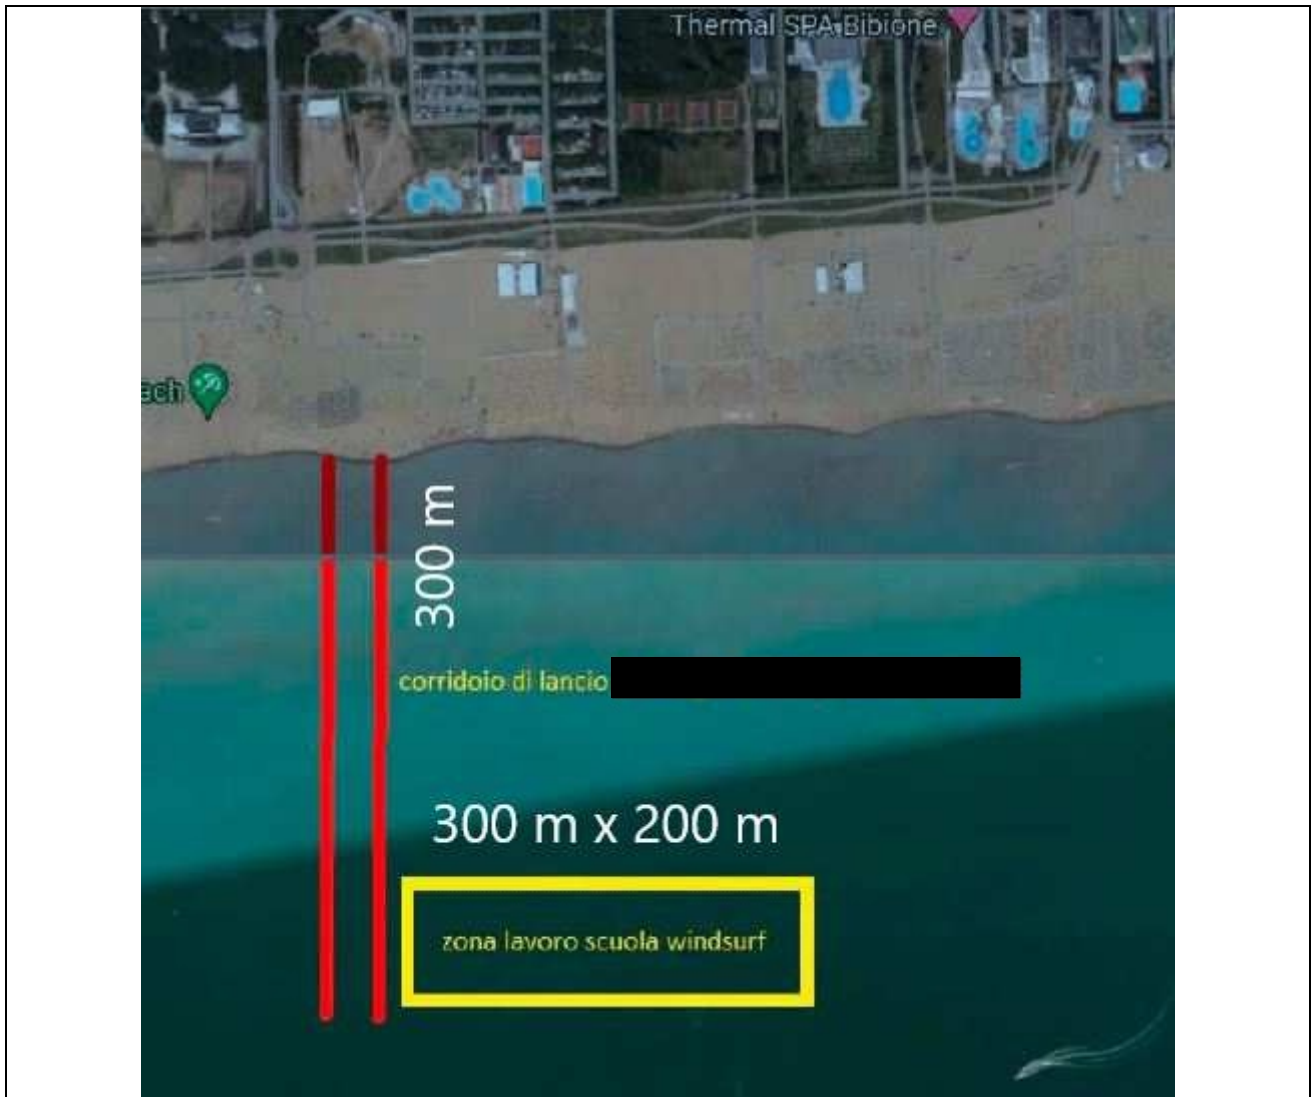 Thermal SPA Bibione
ach
300 m
corridoio di lancio
300 m x 200 m
zona lavoro scuola windsurf